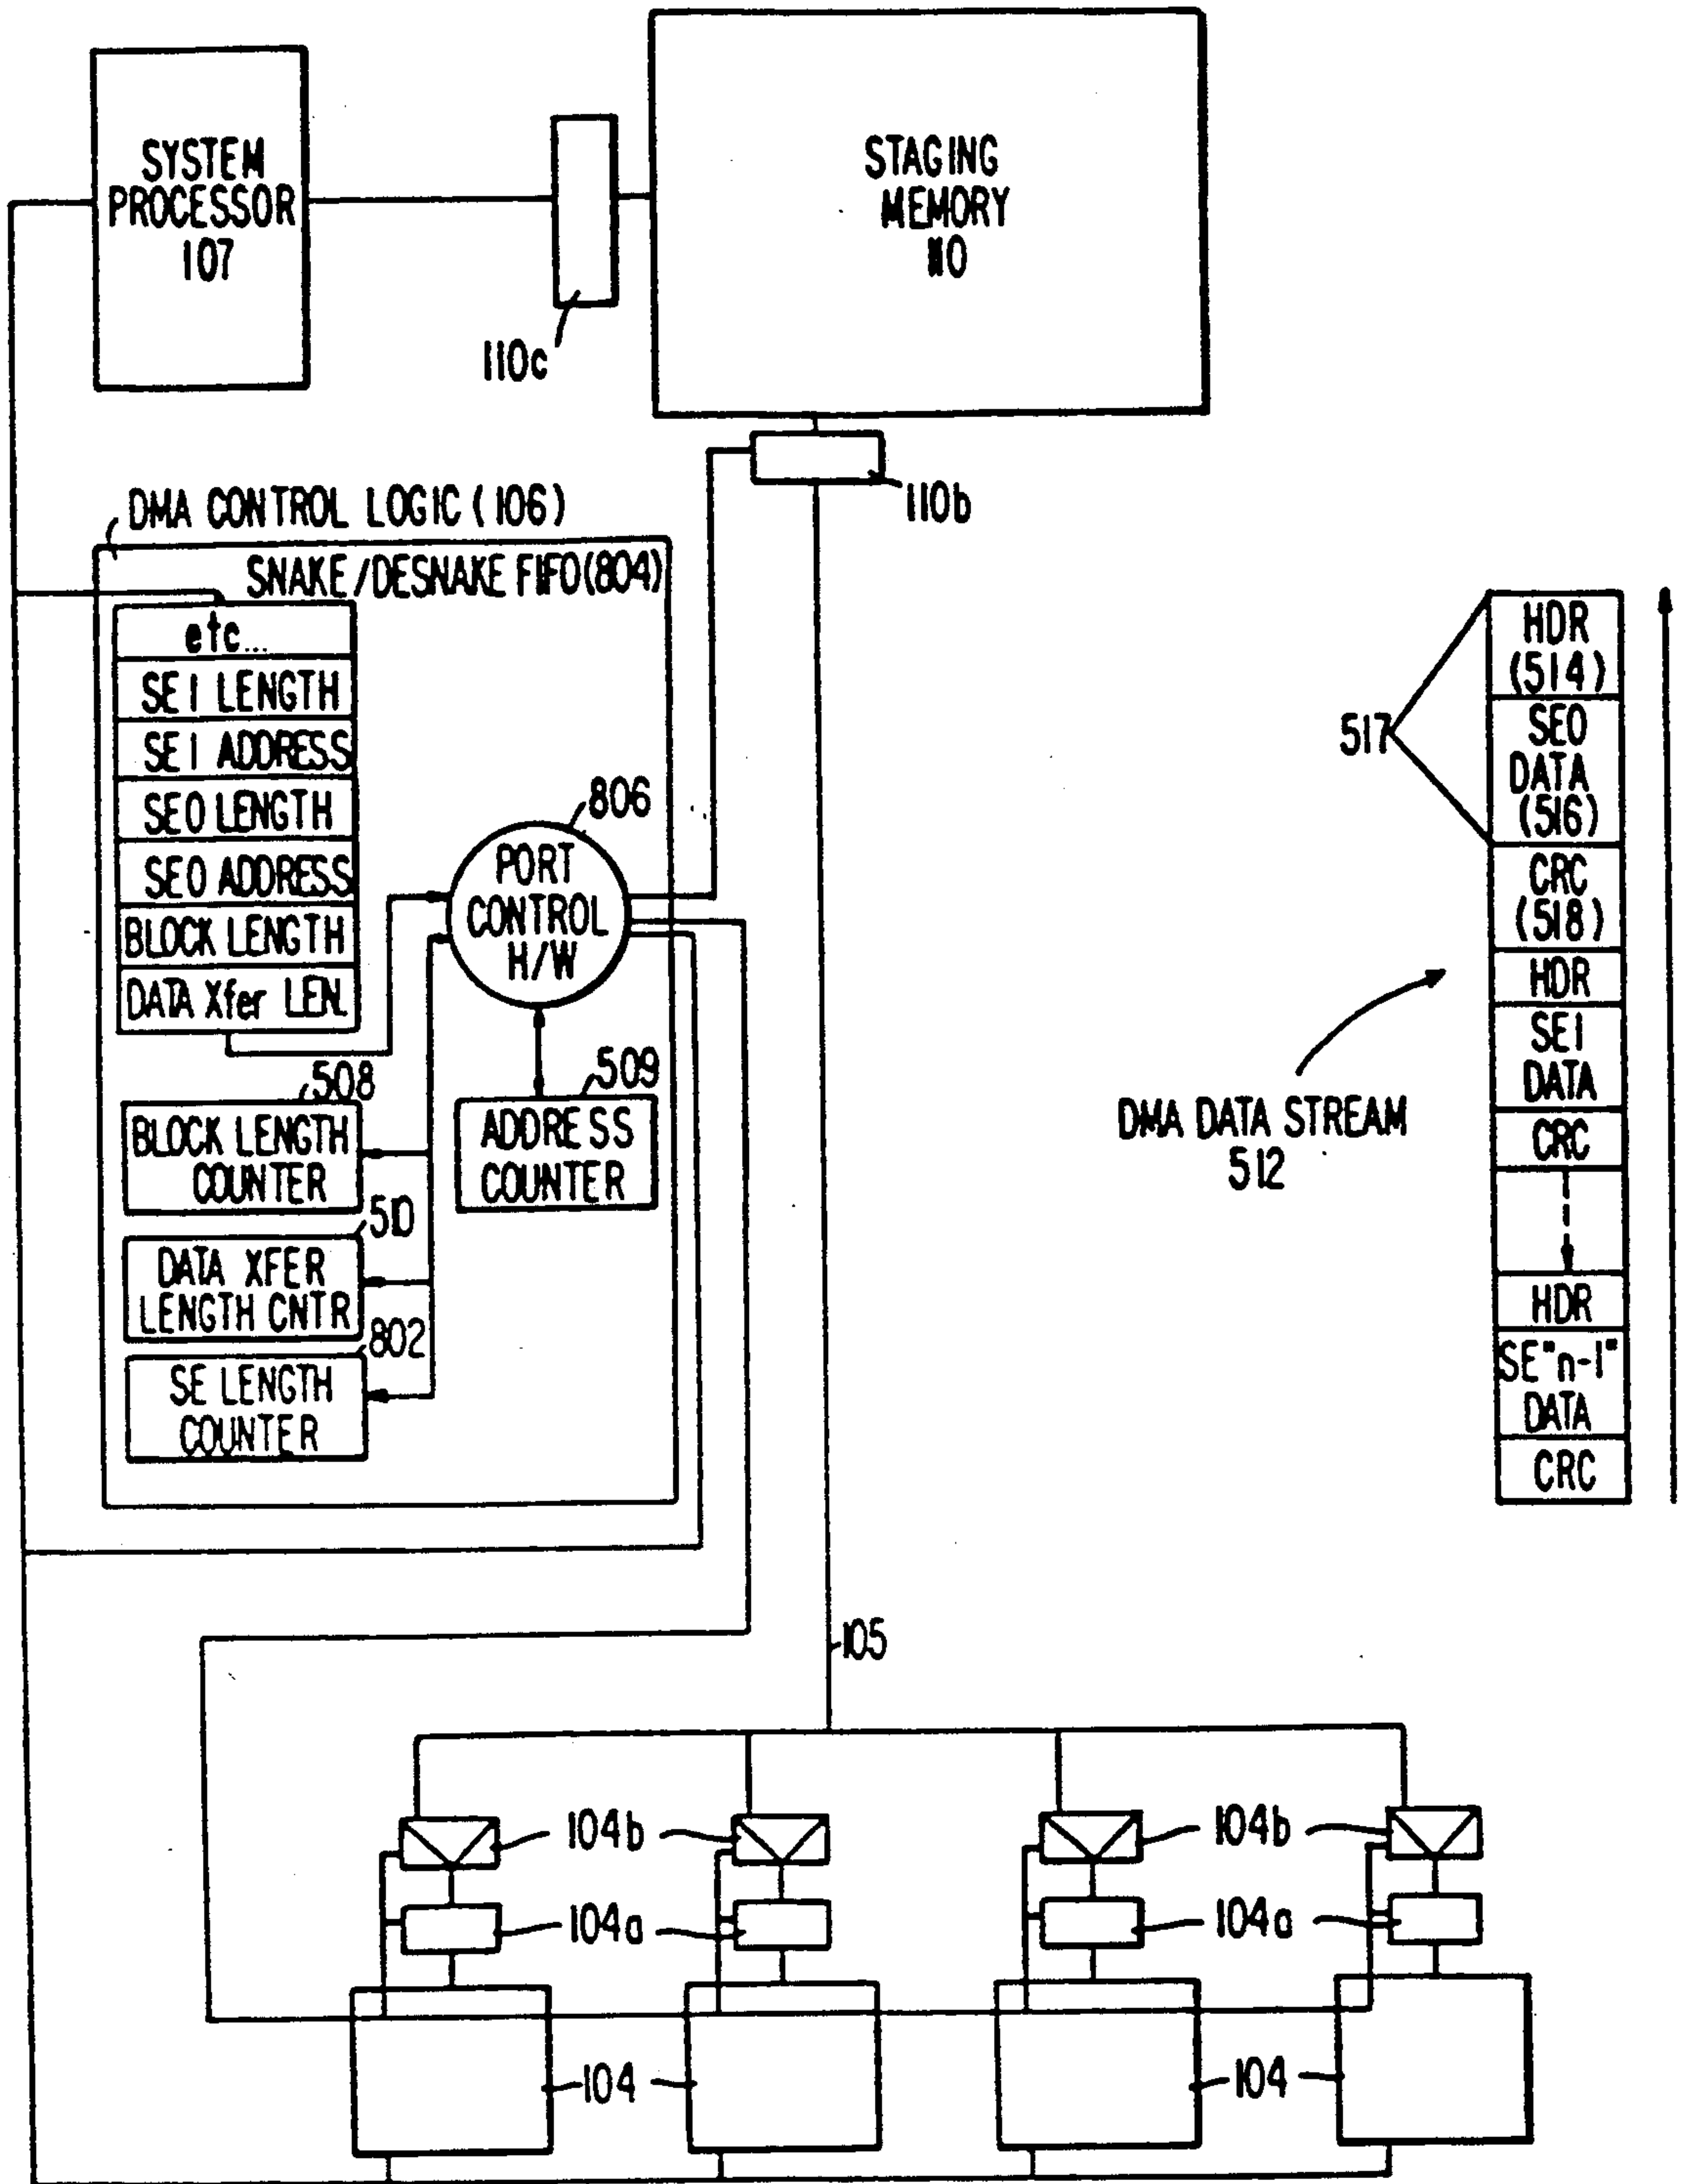 SYSTEM
PROCESSOR
107
STAGING
MEMORY
110
110c
110b
DMA CONTROL LOGIC (106)
SNAKE/DESNAKE FIFO(804)
etc...
SE1 LENGTH
SE1 ADDRESS
SE0 LENGTH
SE0 ADDRESS
BLOCK LENGTH
DATA Xfer LEN.
806
PORT
CONTROL
H/W
508
BLOCK LENGTH
COUNTER
509
ADDRESS
COUNTER
510
DATA XFER
LENGTH CNTR
802
SE LENGTH
COUNTER
517
HDR
(514)
SE0
DATA
(516)
CRC
(518)
HDR
SE1
DATA
CRC
HDR
SE"n-1"
DATA
CRC
DMA DATA STREAM
512
105
104b
104b
104a
104a
104
104